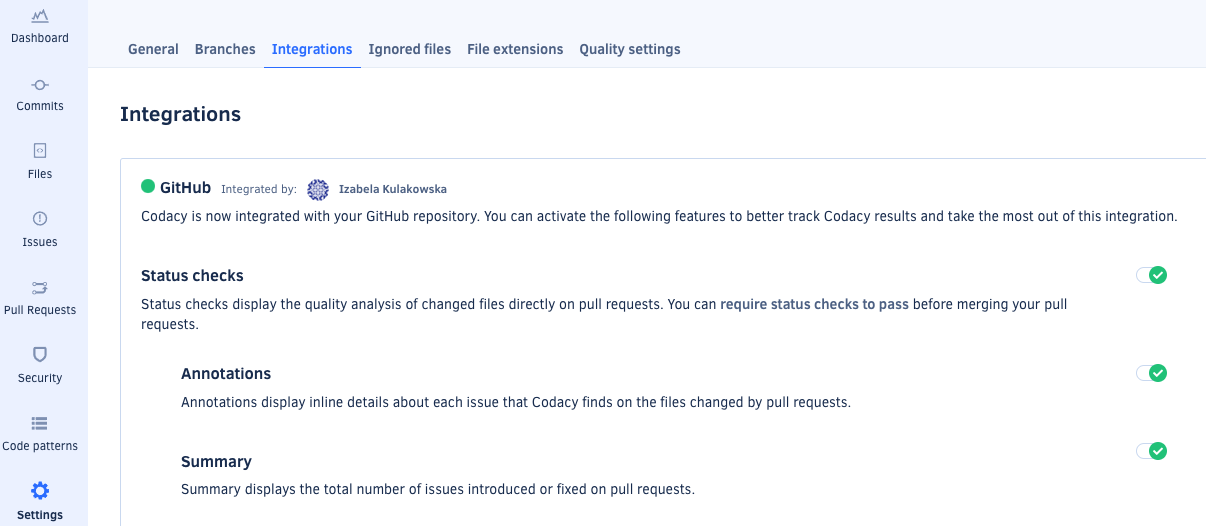 Dashboard
Commits
Files
Issues
Pull Requests
Security
Code patterns
Settings
General Branches Integrations Ignored files File extensions Quality settings
Integrations
GitHub Integrated by: Izabela Kulakowska
Codacy is now integrated with your GitHub repository. You can activate the following features to better track Codacy results and take the most out of this integration.
Status checks
Status checks display the quality analysis of changed files directly on pull requests. You can require status checks to pass before merging your pull
requests.
Annotations
Annotations display inline details about each issue that Codacy finds on the files changed by pull requests.
Summary
Summary displays the total number of issues introduced or fixed on pull requests.